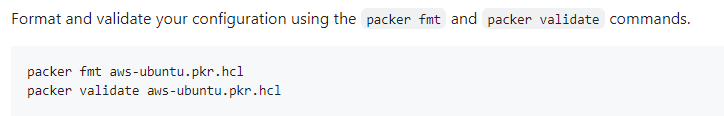 Format and validate your configuration using the packer fmt and packer validate commands.
packer fmt aws-ubuntu.pkr.hcl
packer validate aws-ubuntu.pkr.hcl